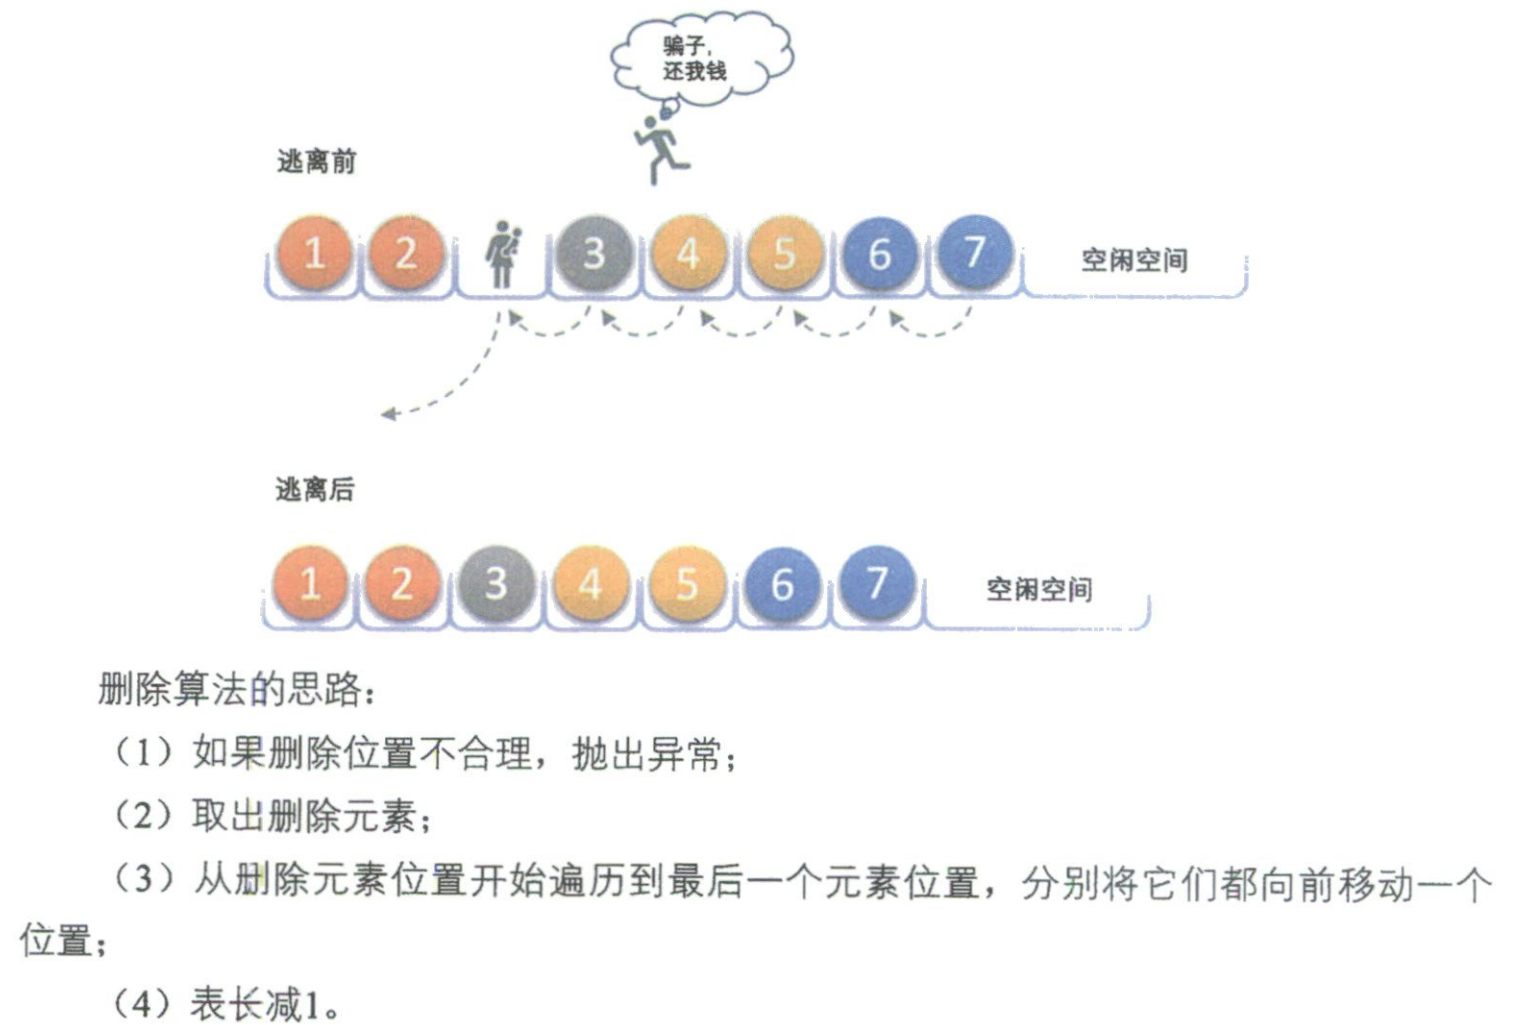 骗子，
还我钱
逃离前
1 2 3 4 5 6 7 空闲空间
逃离后
1 2 3 4 5 6 7 空闲空间
删除算法的思路：
（1）如果删除位置不合理，抛出异常；
（2）取出删除元素；
（3）从删除元素位置开始遍历到最后一个元素位置，分别将它们都向前移动一个
位置；
（4）表长减1。